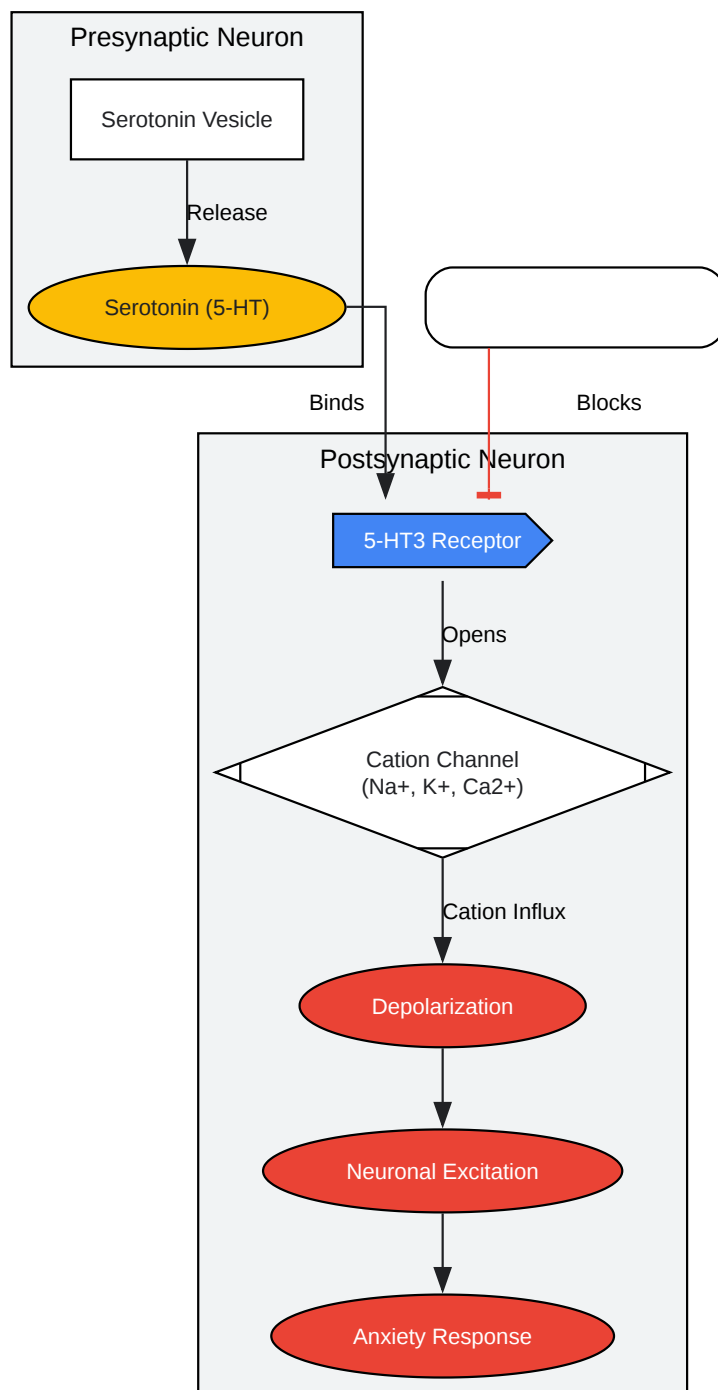 Presynaptic Neuron
Serotonin Vesicle
Release
Serotonin (5-HT)
Binds
Blocks
Postsynaptic Neuron
5-HT3 Receptor
Opens
Cation Channel
(Na+, K+, Ca2+)
Cation Influx
Depolarization
Neuronal Excitation
Anxiety Response